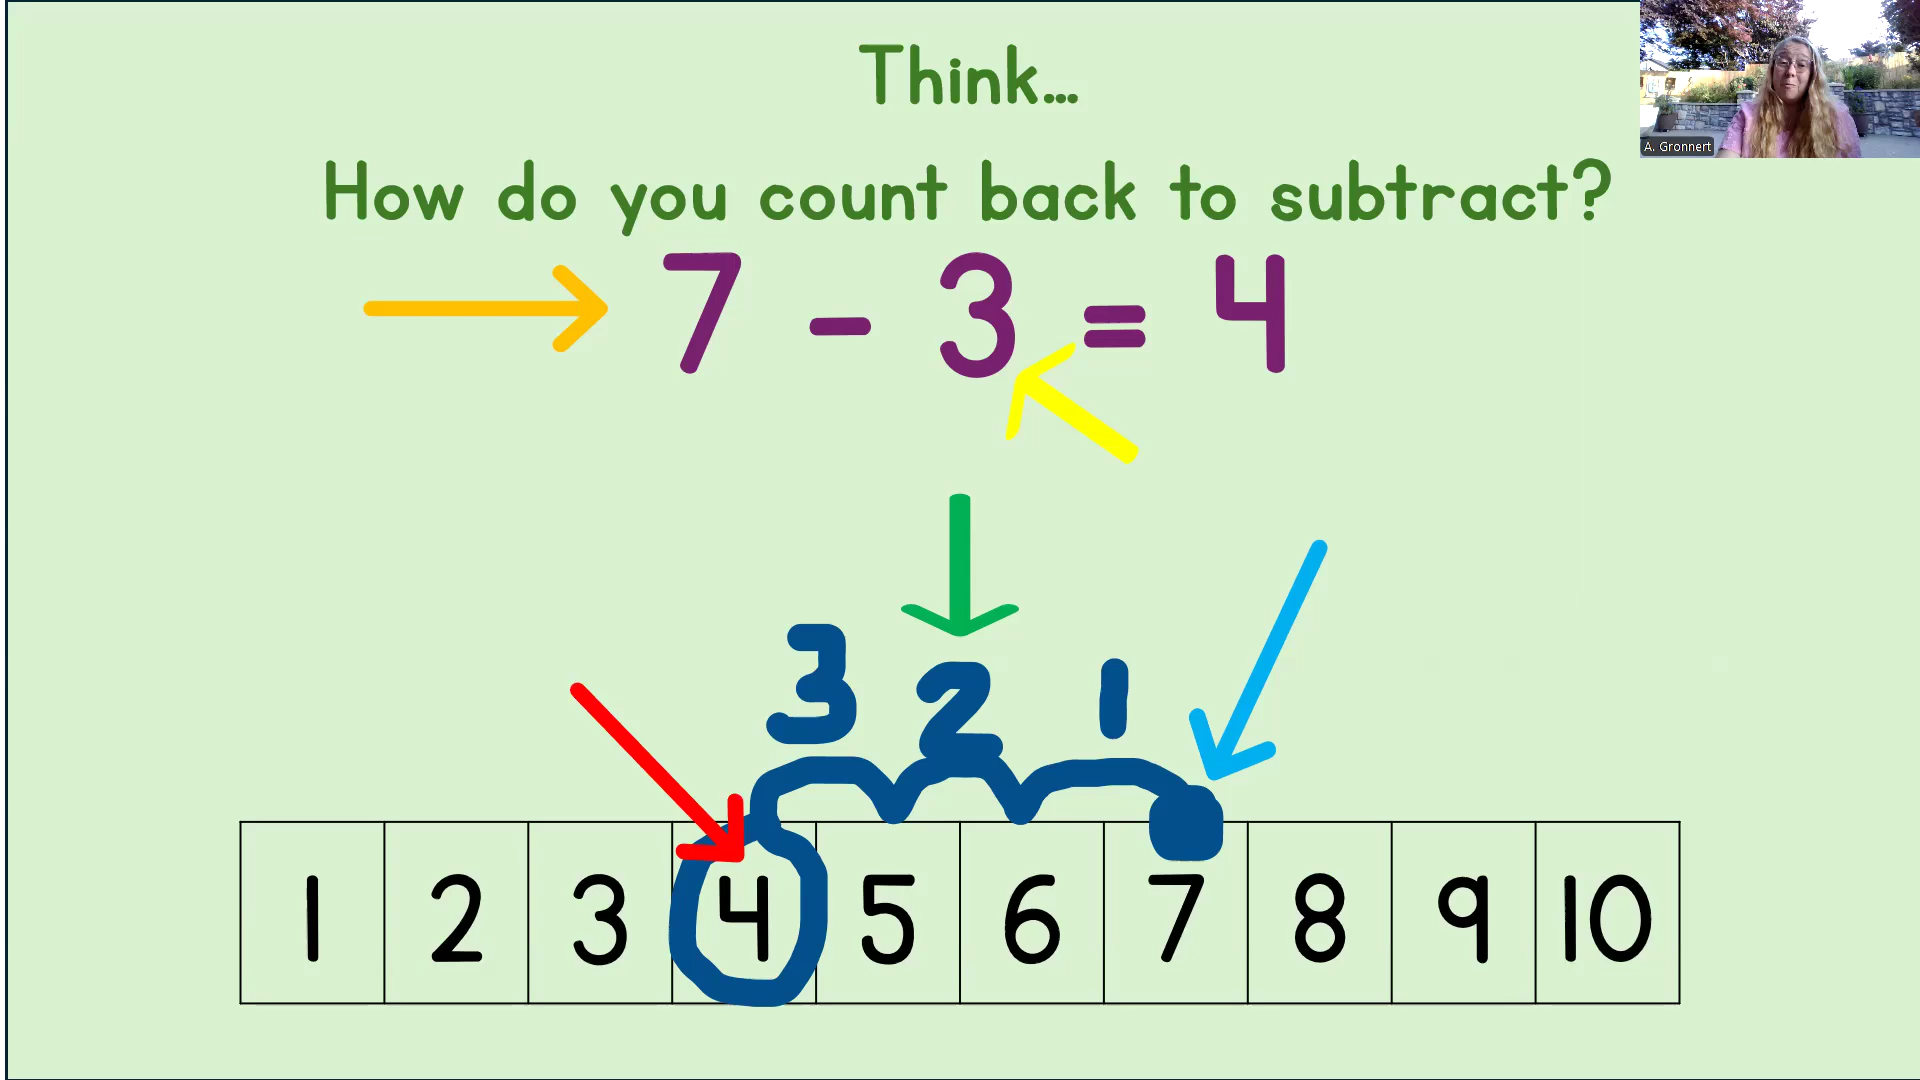 Think...
A. Gronnert
How do you count back to subtract?
7 - 3 = 4
3 2 1
1 2 3 4 5 6 7 8 9 10